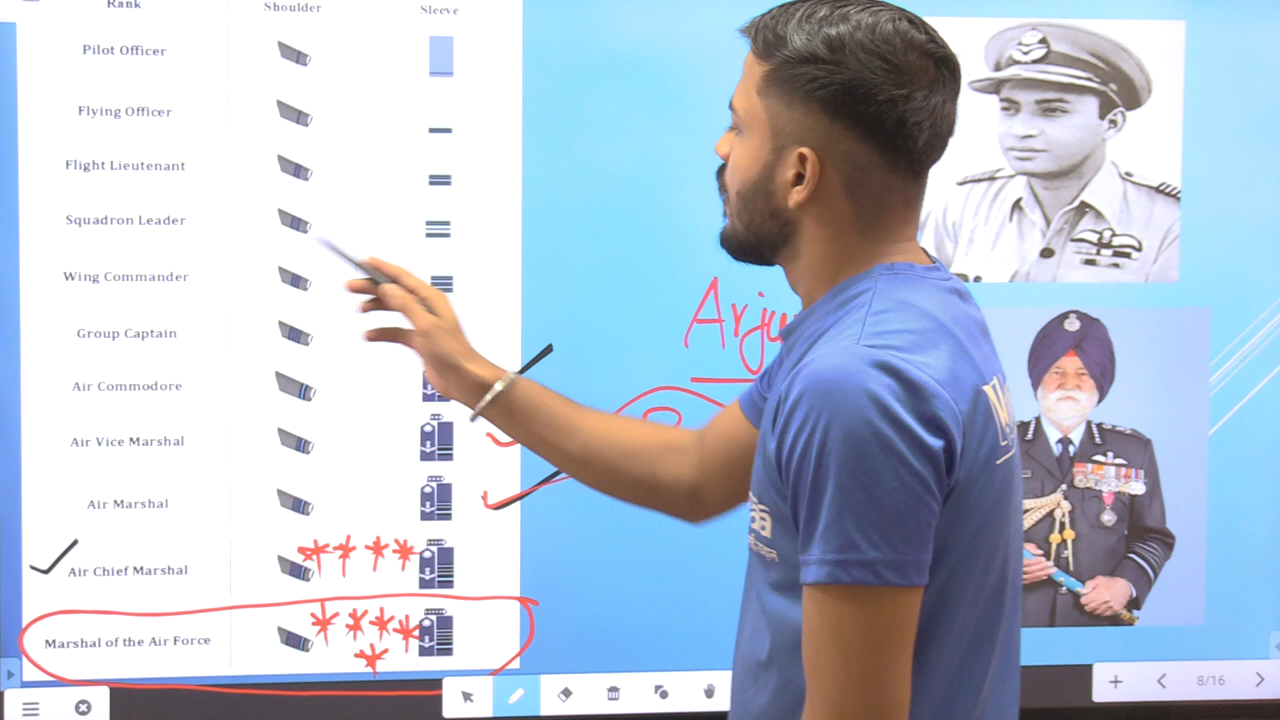 Rank Shoulder Sleeve
Pilot Officer
Flying Officer
Flight Lieutenant
Squadron Leader
Wing Commander
Group Captain
Air Commodore
Air Vice Marshal
Air Marshal
Air Chief Marshal
Marshal of the Air Force
Arju
8/16